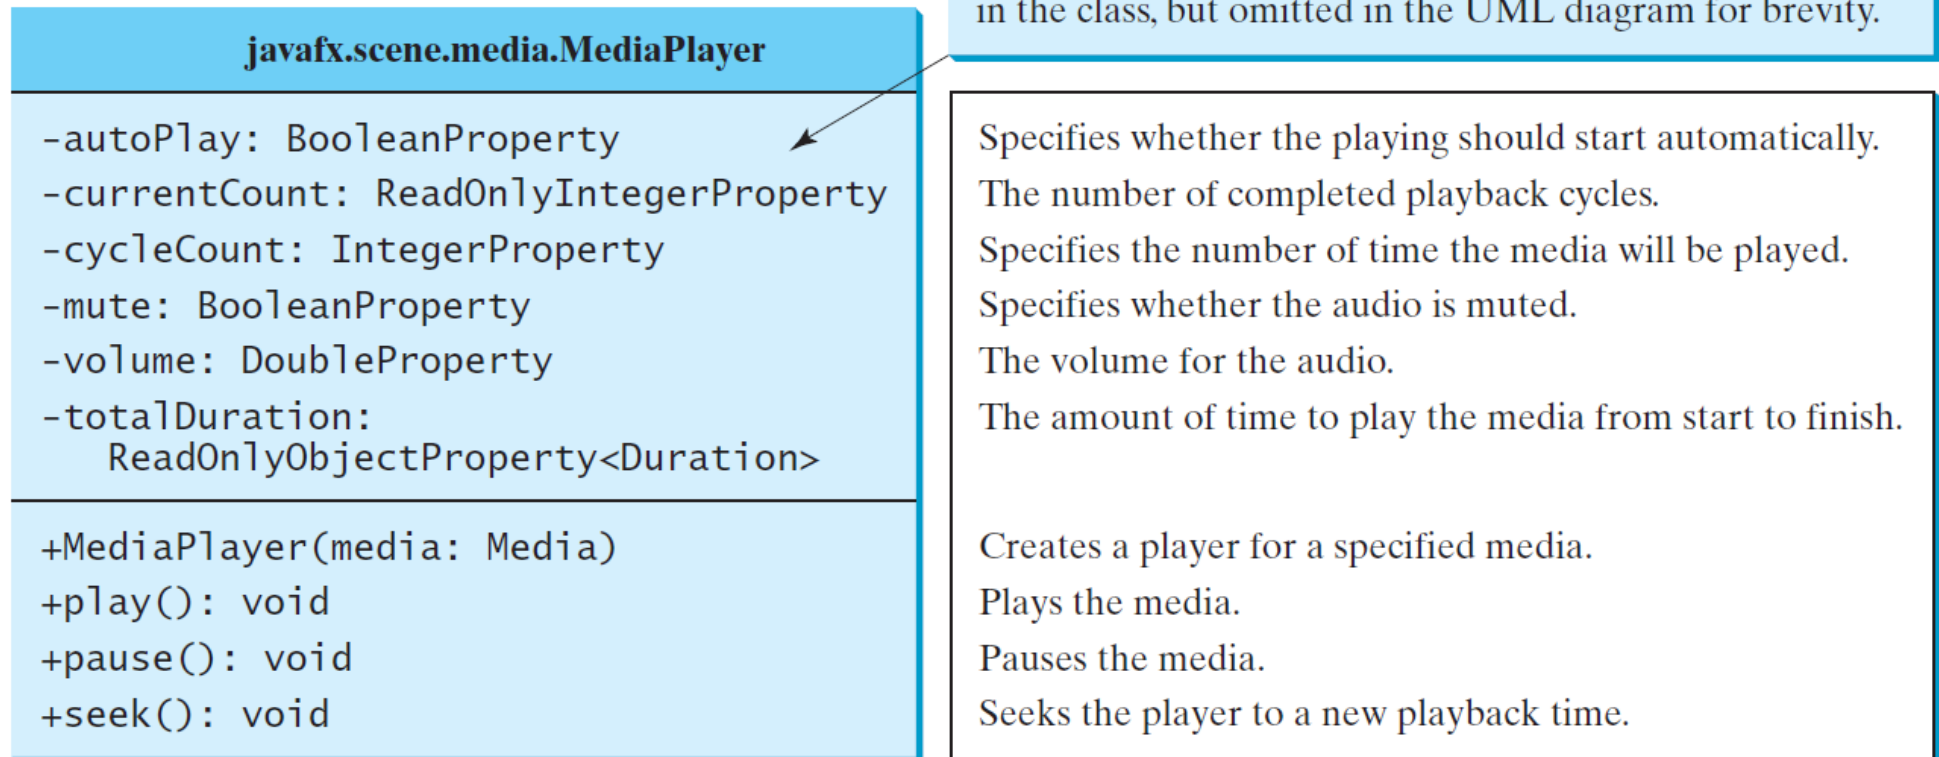 in the class, but omitted in the UML diagram for brevity.
javafx.scene.media.MediaPlayer
-autoPlay: BooleanProperty
-currentCount: ReadOnlyIntegerProperty
-cycleCount: IntegerProperty
-mute: BooleanProperty
-volume: DoubleProperty
-totalDuration:
ReadOnlyObjectProperty<Duration>
+MediaPlayer(media: Media)
+play(): void
+pause(): void
+seek(): void
Specifies whether the playing should start automatically.
The number of completed playback cycles.
Specifies the number of time the media will be played.
Specifies whether the audio is muted.
The volume for the audio.
The amount of time to play the media from start to finish.
Creates a player for a specified media.
Plays the media.
Pauses the media.
Seeks the player to a new playback time.